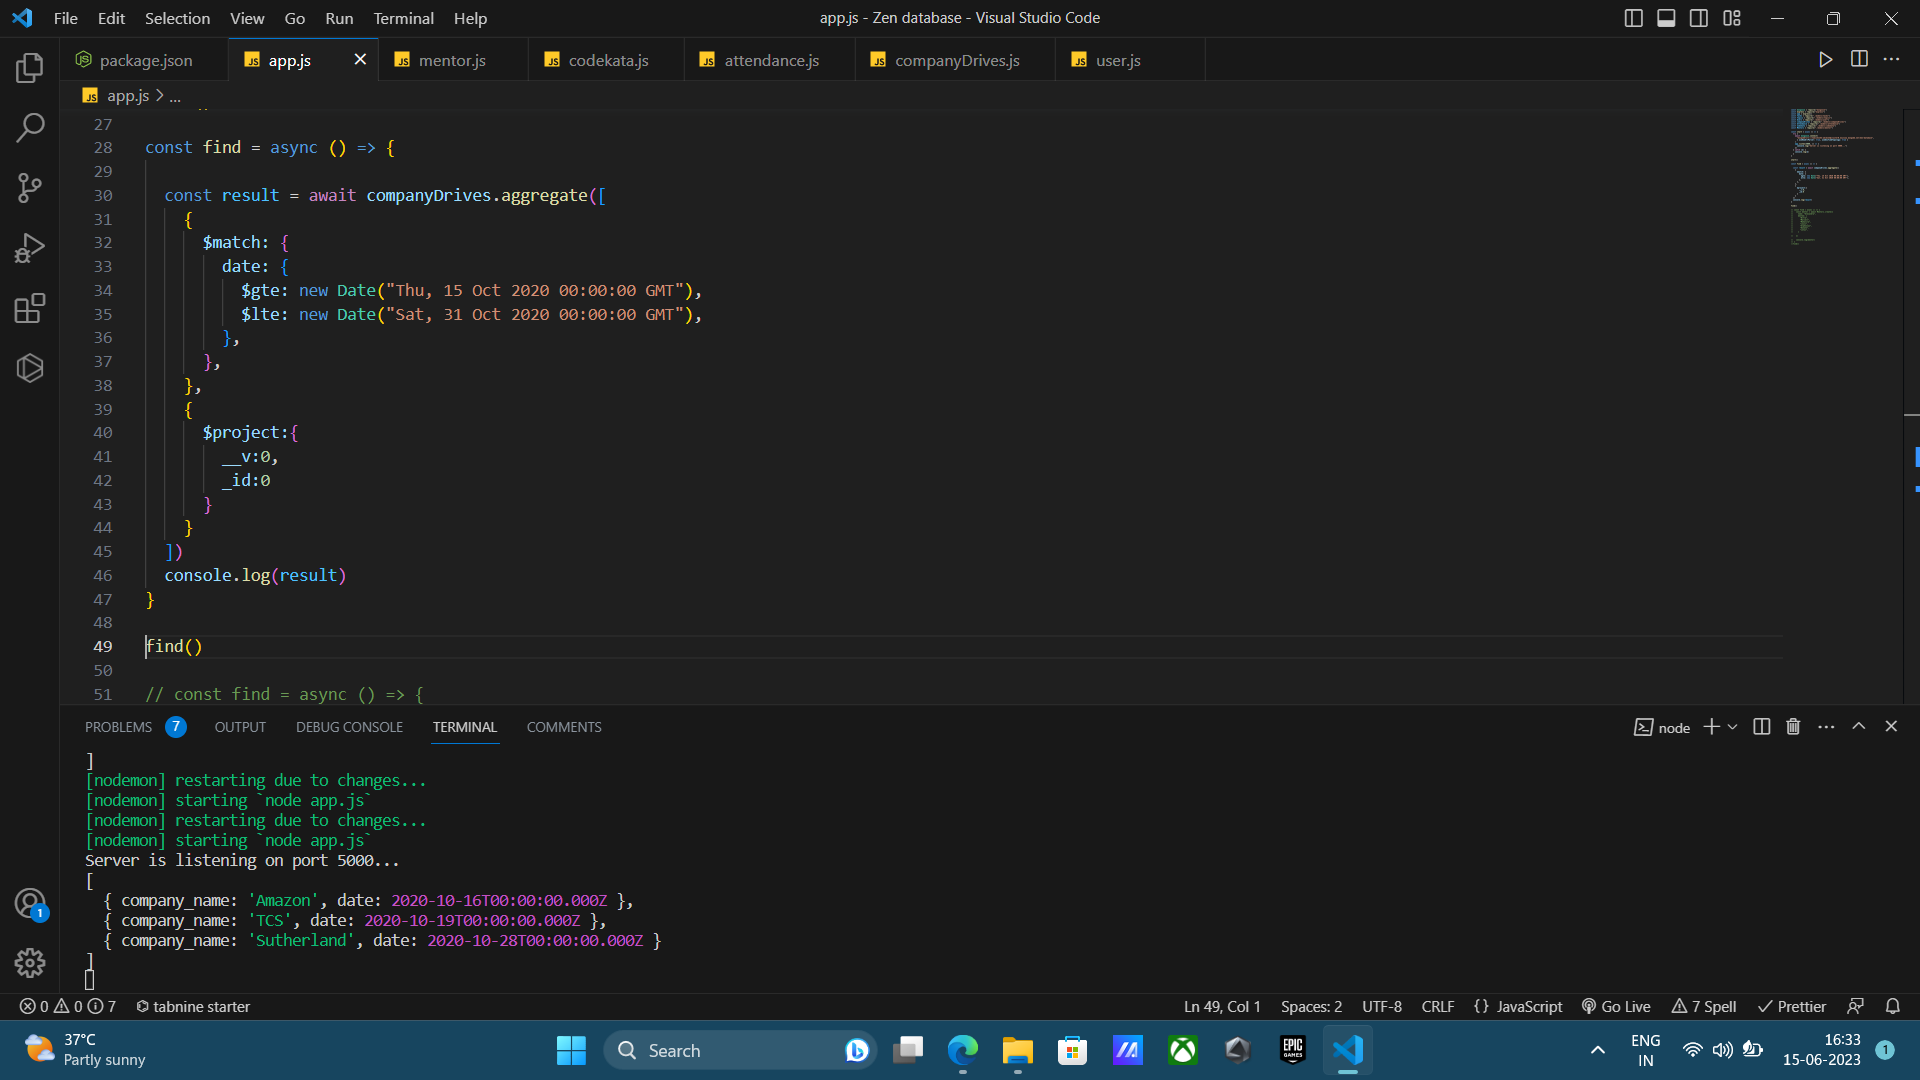 File Edit Selection View Go Run Terminal Help
app.js - Zen database - Visual Studio Code
package.json app.js mentor.js codekata.js attendance.js companyDrives.js user.js
app.js > ...
27
28 const find = async () => {
29
30 const result = await companyDrives.aggregate([
31 {
32 $match: {
33 date: {
34 $gte: new Date("Thu, 15 Oct 2020 00:00:00 GMT"),
35 $lte: new Date("Sat, 31 Oct 2020 00:00:00 GMT"),
36 },
37 },
38 },
39 {
40 $project:{
41 __v:0,
42 _id:0
43 }
44 }
45 ])
46 console.log(result)
47 }
48
49 find()
50
51 // const find = async () => {
PROBLEMS 7 OUTPUT DEBUG CONSOLE TERMINAL COMMENTS
node
]
[nodemon] restarting due to changes...
[nodemon] starting `node app.js`
[nodemon] restarting due to changes...
[nodemon] starting `node app.js`
Server is listening on port 5000...
[
{ company_name: 'Amazon', date: 2020-10-16T00:00:00.000Z },
{ company_name: 'TCS', date: 2020-10-19T00:00:00.000Z },
{ company_name: 'Sutherland', date: 2020-10-28T00:00:00.000Z }
]
1
0 0 7 tabnine starter
Ln 49, Col 1 Spaces: 2 UTF-8 CRLF {} JavaScript Go Live 7 Spell Prettier
37°C
Partly sunny
Search
EPIC GAMES
ENG
IN
16:33
15-06-2023
1